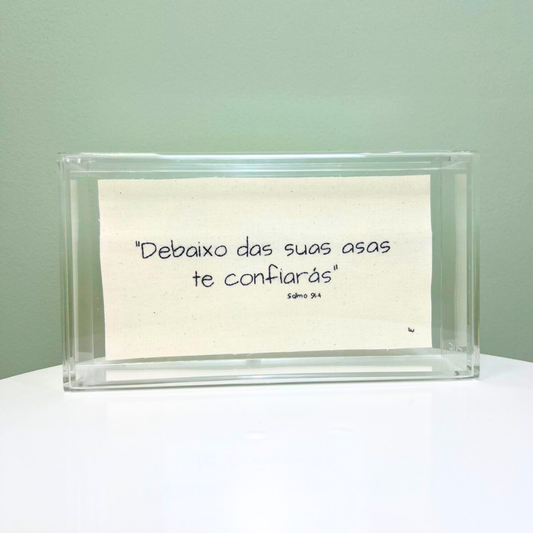 "Debaixo das suas asas
te confiarás"
Salmo 91:4